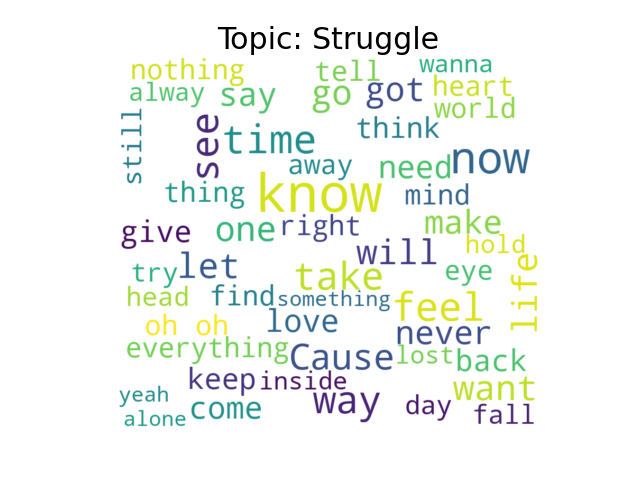 Topic: Struggle
nothing tell wanna
alway say go got heart
world
still see time think
away need now
thing know mind
give one right make
will hold
try let take eye life
head find something feel
oh oh love never
everything Cause lost back
keep inside want
yeah way day
alone come fall